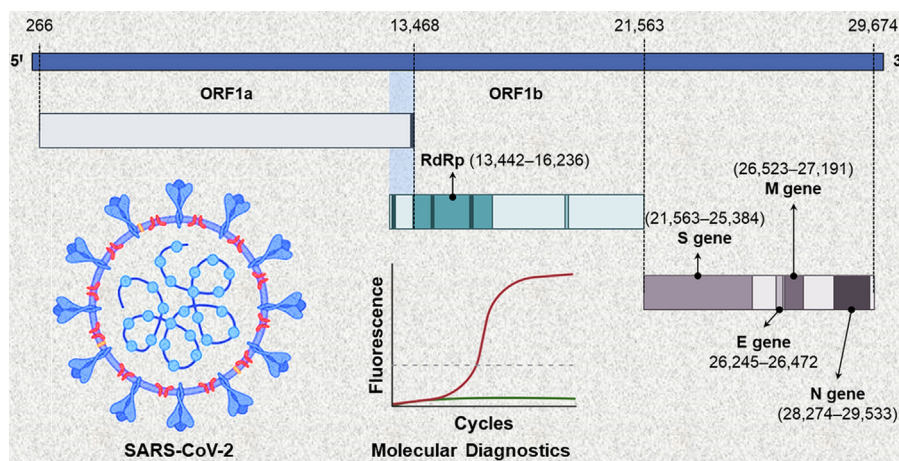 266 13,468 21,563 29,674
5' 3
ORF1a ORF1b
RdRp (13,442–16,236)
(26,523–27,191)
M gene
(21,563–25,384)
S gene
E gene
26,245–26,472
N gene
(28,274–29,533)
Fluorescence
Cycles
SARS-CoV-2 Molecular Diagnostics